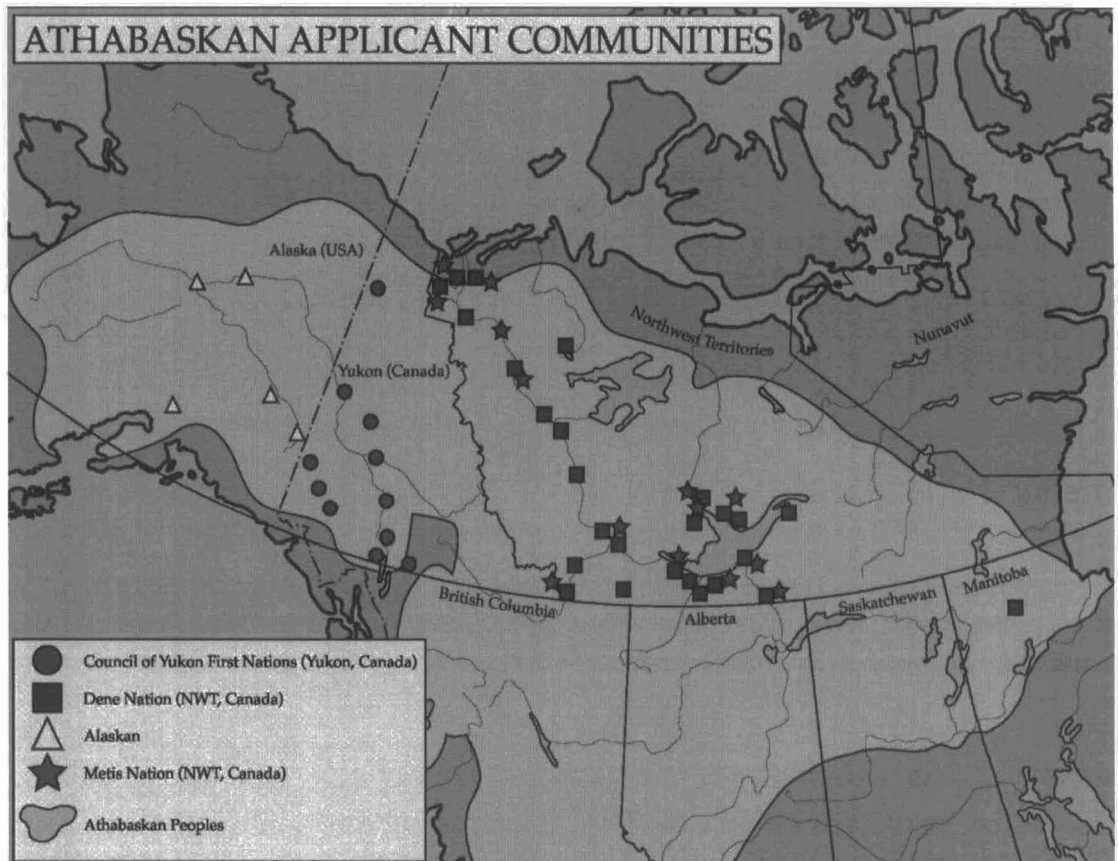 ATHABASKAN APPLICANT COMMUNITIES
Alaska (USA)
Yukon (Canada)
Northwest Territories
Nunavut
British Columbia
Alberta
Saskatchewan
Manitoba
Council of Yukon First Nations (Yukon, Canada)
Dene Nation (NWT, Canada)
Alaskan
Metis Nation (NWT, Canada)
Athabaskan Peoples